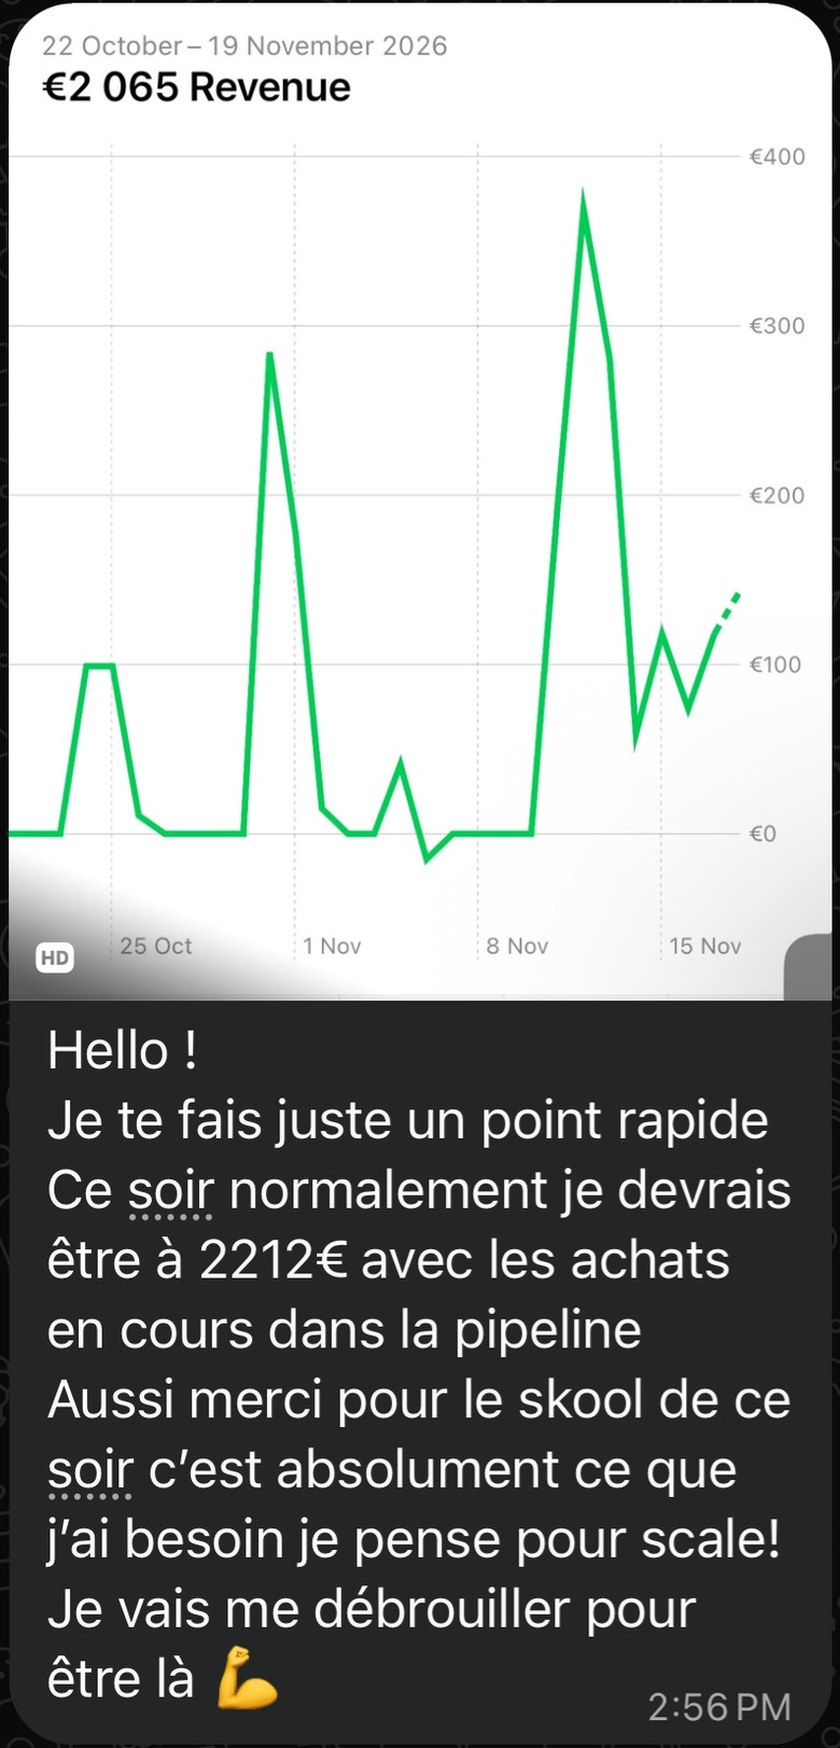 22 October – 19 November 2026
€2 065 Revenue
€400
€300
€200
€100
€0
25 Oct
1 Nov
8 Nov
15 Nov
HD
Hello !
Je te fais juste un point rapide
Ce soir normalement je devrais
être à 2212€ avec les achats
en cours dans la pipeline
Aussi merci pour le skool de ce
soir c’est absolument ce que
j’ai besoin je pense pour scale!
Je vais me débrouiller pour
être là 💪
2:56 PM